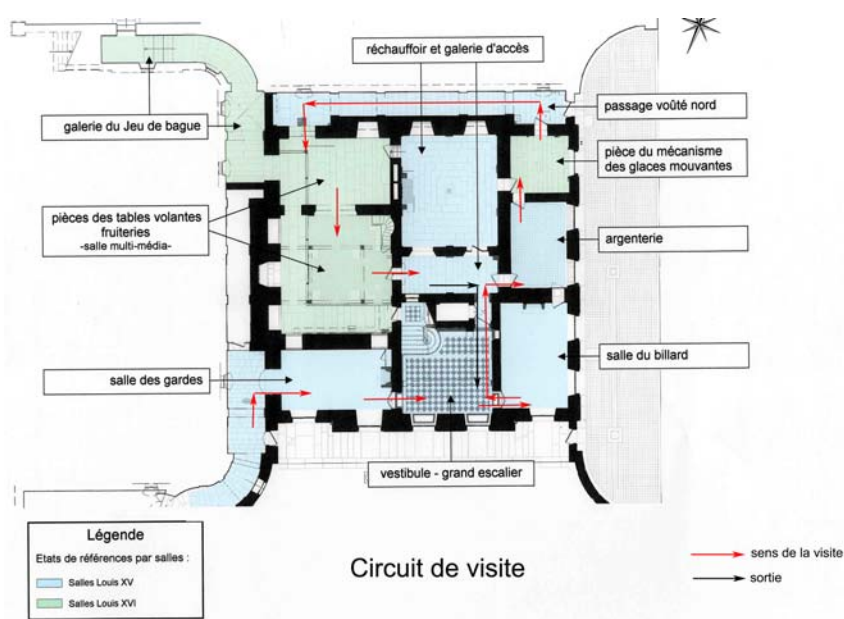 réchauffoir et galerie d'accès
passage voûté nord
galerie du Jeu de bague
pièce du mécanisme
des glaces mouvantes
pièces des tables volantes
fruiteries
-salle multi-média-
argenterie
salle des gardes
salle du billard
vestibule - grand escalier
Légende
Etats de références par salles :
Salles Louis XV
Salles Louis XVI
Circuit de visite
sens de la visite
sortie